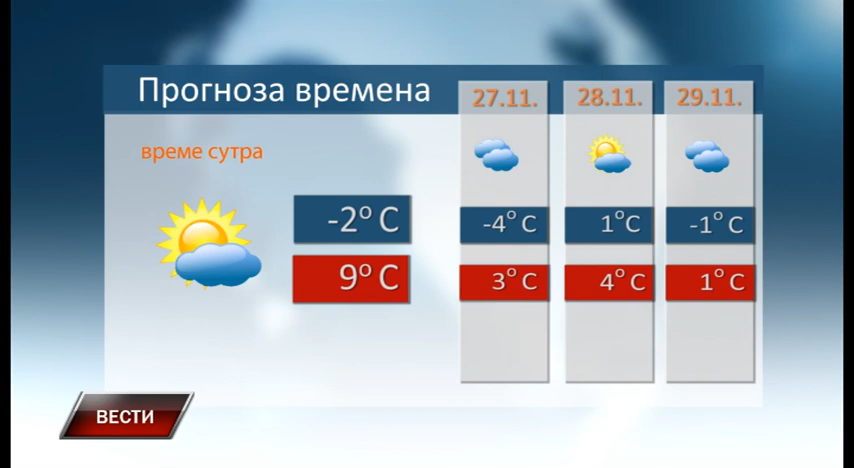 Прогноза времена
време сутра
-2° C
9° C
27.11.
-4° C
3° C
28.11.
1°C
4° C
29.11.
-1° C
1° C
ВЕСТИ